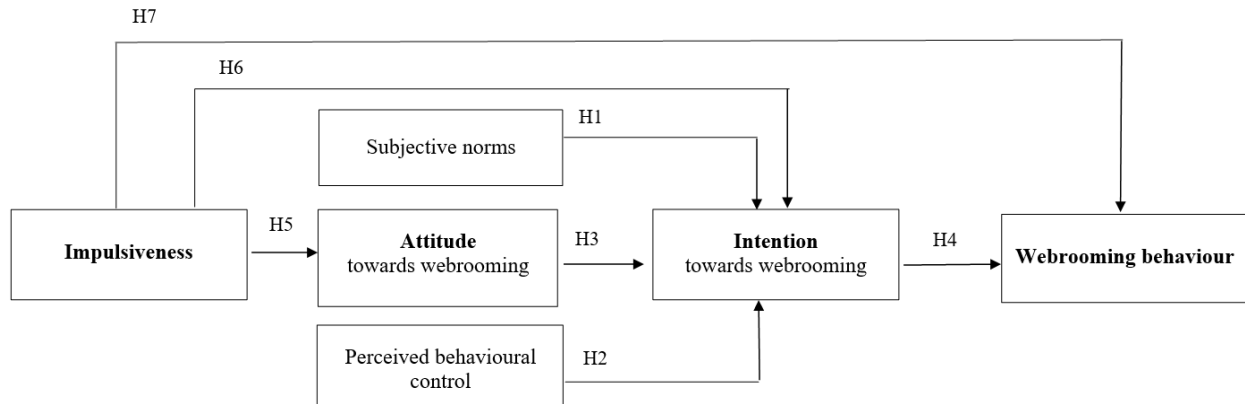 H7
H6
H1
Subjective norms
Impulsiveness
H5
Attitude
towards webrooming
H3
Intention
towards webrooming
H4
Webrooming behaviour
Perceived behavioural
control
H2